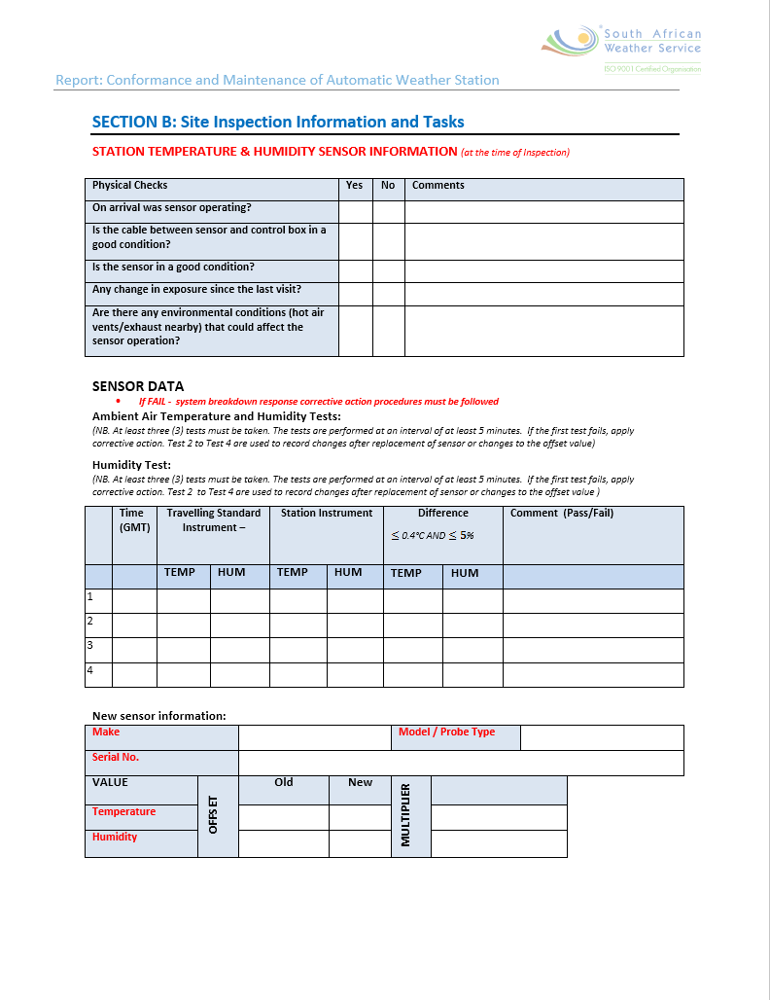 South African
Weather Service
ISO 9001 Certified Organisation
Report: Conformance and Maintenance of Automatic Weather Station
SECTION B: Site Inspection Information and Tasks
STATION TEMPERATURE & HUMIDITY SENSOR INFORMATION (at the time of Inspection)
Physical Checks Yes No Comments
On arrival was sensor operating?
Is the cable between sensor and control box in a
good condition?
Is the sensor in a good condition?
Any change in exposure since the last visit?
Are there any environmental conditions (hot air
vents/exhaust nearby) that could affect the
sensor operation?
SENSOR DATA
• If FAIL - system breakdown response corrective action procedures must be followed
Ambient Air Temperature and Humidity Tests:
(NB. At least three (3) tests must be taken. The tests are performed at an interval of at least 5 minutes. If the first test fails, apply
corrective action. Test 2 to Test 4 are used to record changes after replacement of sensor or changes to the offset value)
Humidity Test:
(NB. At least three (3) tests must be taken. The tests are performed at an interval of at least 5 minutes. If the first test fails, apply
corrective action. Test 2 to Test 4 are used to record changes after replacement of sensor or changes to the offset value )
Time Travelling Standard Station Instrument Difference Comment (Pass/Fail)
(GMT) Instrument –
≤ 0.4°C AND ≤ 5%
TEMP HUM TEMP HUM TEMP HUM
1
2
3
4
New sensor information:
Make Model / Probe Type
Serial No.
VALUE OFFSET Old New MULTIPLIER
Temperature
Humidity